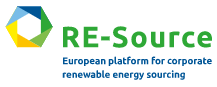 RE-Source
European platform for corporate
renewable energy sourcing